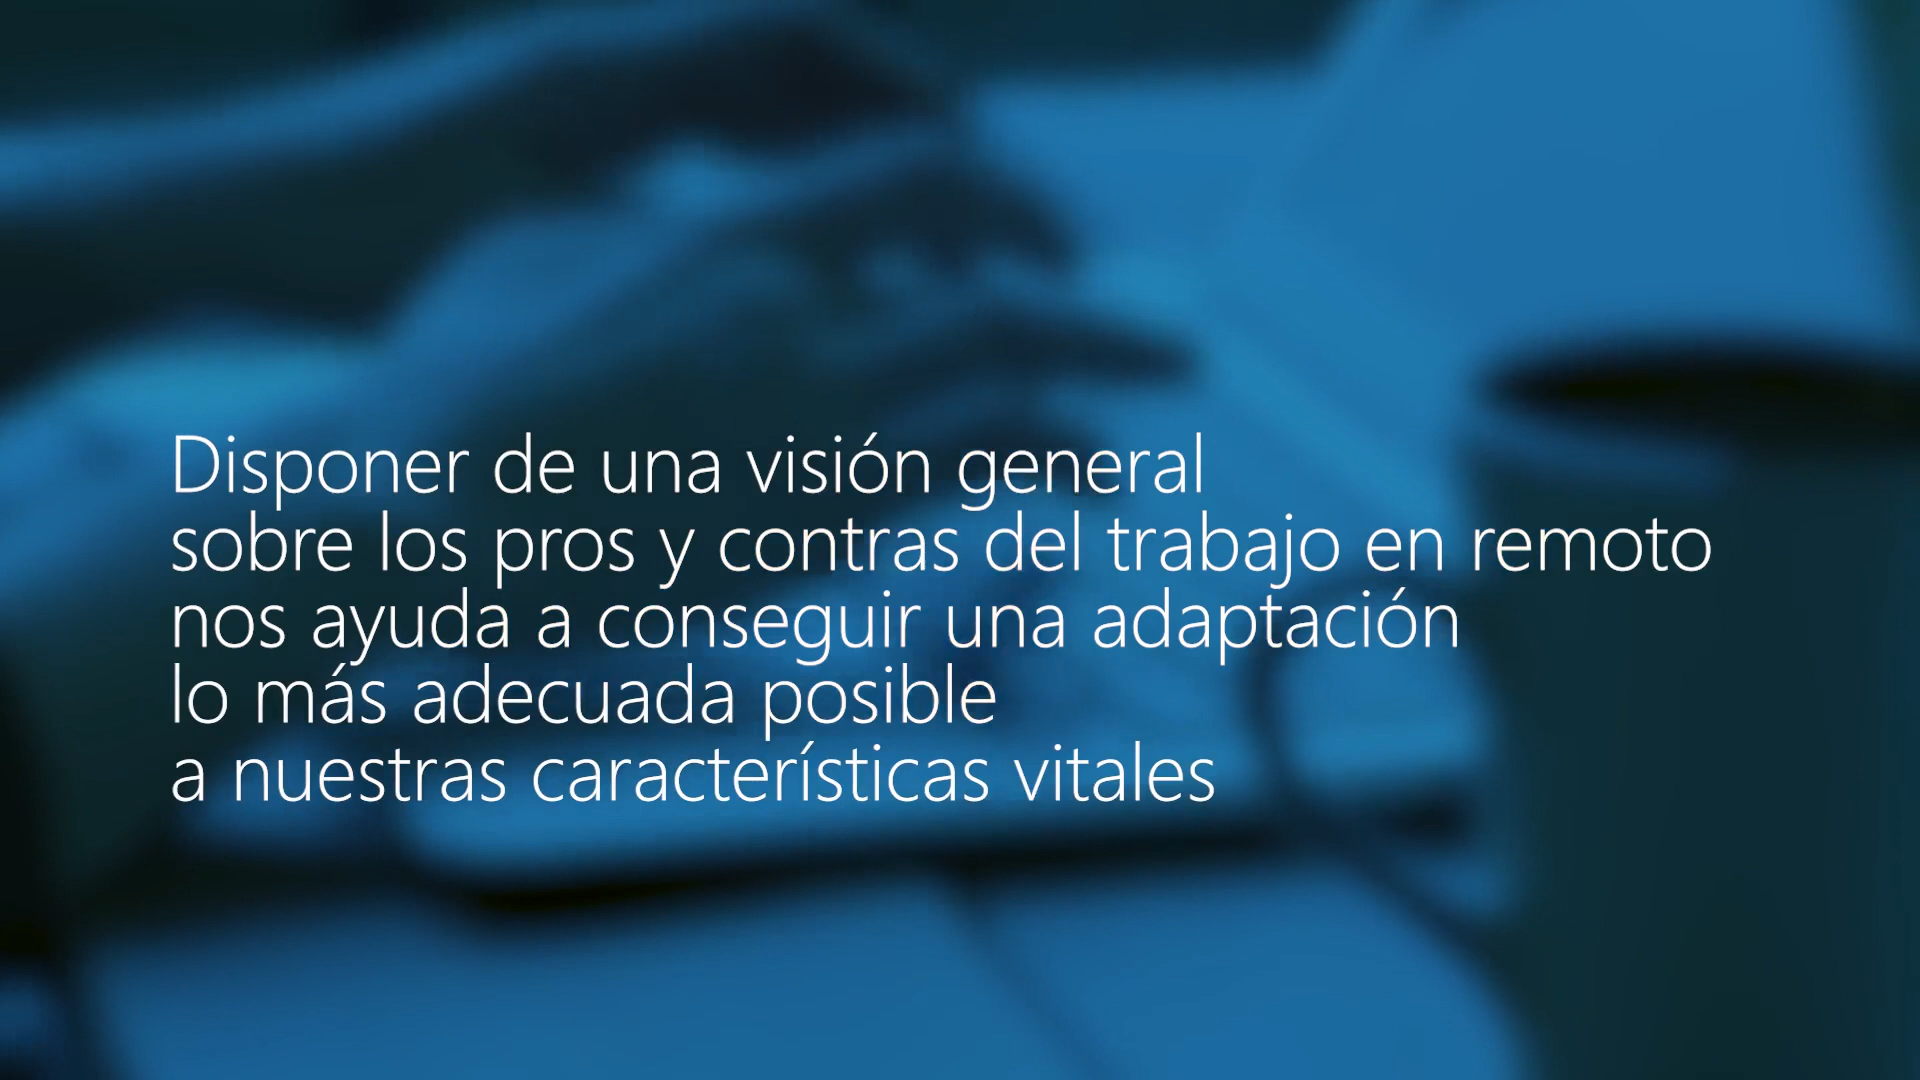 Disponer de una visión general
sobre los pros y contras del trabajo en remoto
nos ayuda a conseguir una adaptación
lo más adecuada posible
a nuestras características vitales